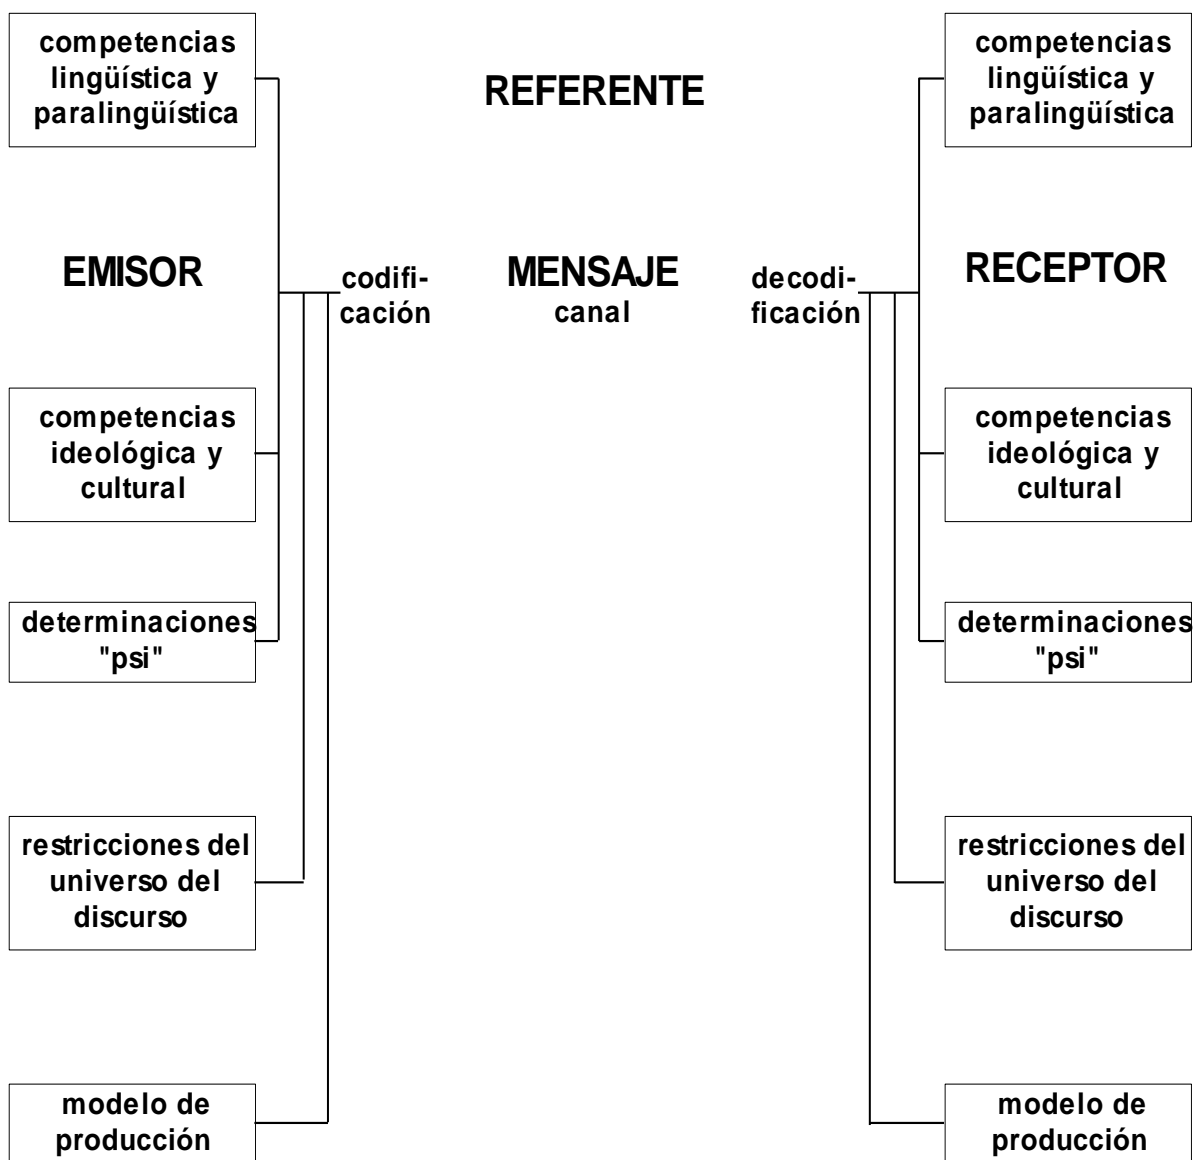 competencias
lingüística y
paralingüística
REFERENTE
competencias
lingüística y
paralingüística
EMISOR
codifi-
cación
MENSAJE
canal
decodi-
ficación
RECEPTOR
competencias
ideológica y
cultural
competencias
ideológica y
cultural
determinaciones
"psi"
determinaciones
"psi"
restricciones del
universo del
discurso
restricciones del
universo del
discurso
modelo de
producción
modelo de
producción